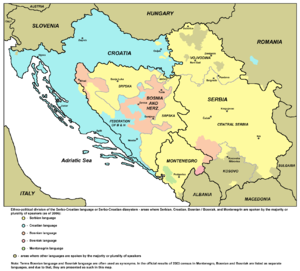 HUNGARY
SLOVENIA
ROMANIA
CROATIA
VOJVODINA
SRPSKA
BOSNIA
AND
HERZ
SERBIA
FEDERATION
SRPSKA
CENTRAL SERBIA
Adriatic Sea
MONTENEGRO
KOSOVO
BULGARIA
ITALY
ALBANIA
MACEDONIA
Ethno-political division of the Serbo-Croatian language or Serbo-Croatian diasystem - areas where Serbian, Croatian, Bosnian / Bosniak, and Montenegrin are spoken by the majority or
plurality of speakers (as of 2006):
Serbian language
Croatian language
Bosnian language
Bosniak language
Montenegrin language
- areas where other languages are spoken by the majority or plurality of speakers
Note: Terms Bosnian language and Bosniak language are often used as synonyms. In the official results of 2003 census in Montenegro, Bosnian and Bosniak are listed as separate
languages, and due to that, they are presented as such in this map.